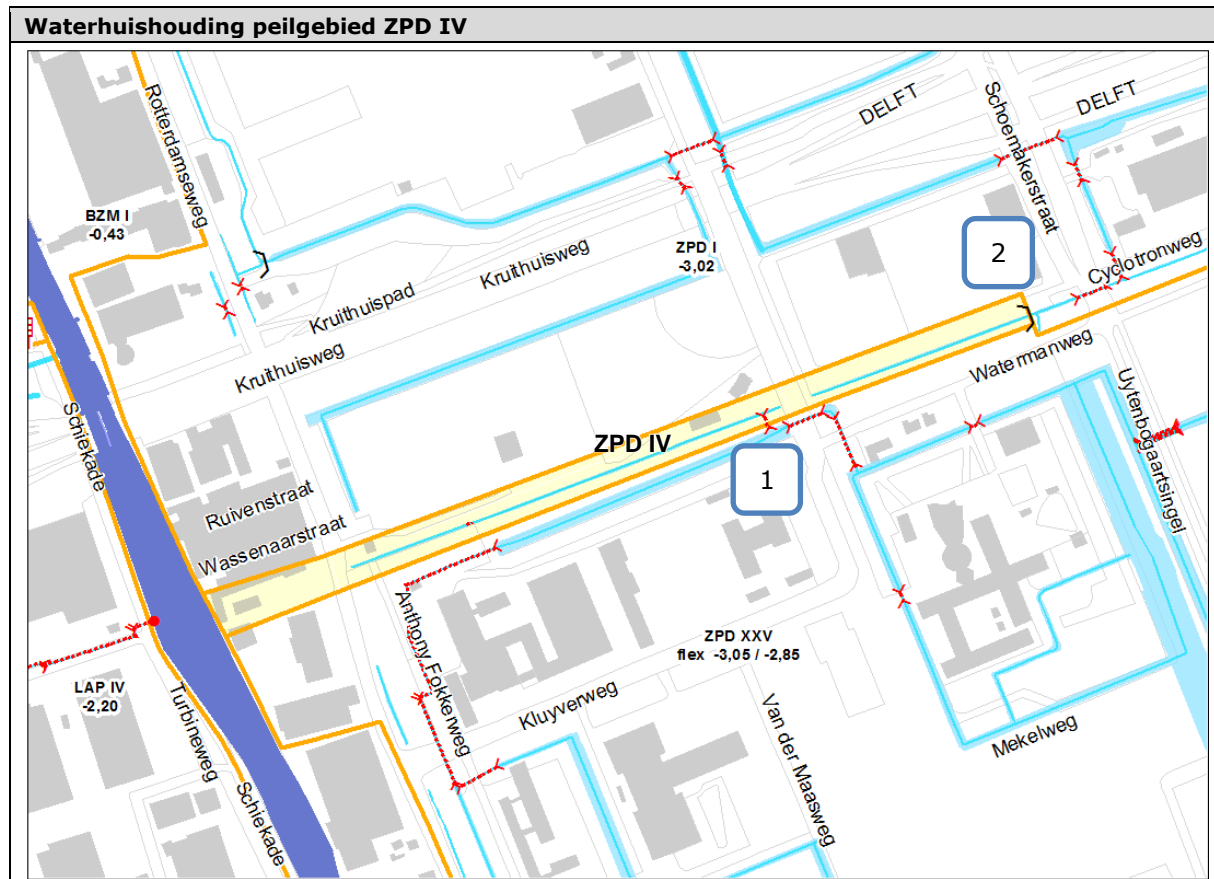 Waterhuishouding peilgebied ZPD IV
DELFT
DELFT
Rotterdamseweg
Schoemakerstraat
BZM I
-0,43
ZPD I
-3,02
2
Kruithuisweg
Cyclotronweg
Kruithuispad
Kruithuisweg
Watermanweg
Schiekade
Uytenbogaartsingel
ZPD IV
1
Ruivenstraat
Wassenaarstraat
Anthony Fokkerweg
ZPD XXV
flex -3,05 / -2,85
LAP IV
-2,20
Turbineweg
Kluyverweg
Van der Maasweg
Mekelweg
Schiekade